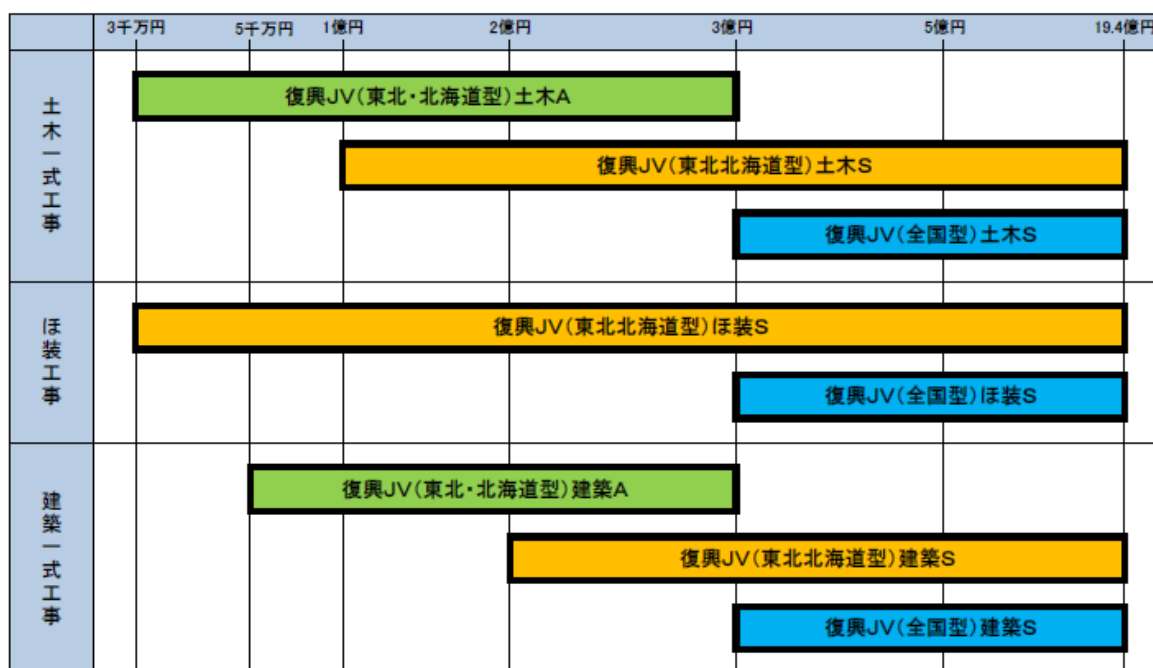 3千万円 5千万円 1億円 2億円 3億円 5億円 19.4億円
土木一式工事
復興JV(東北・北海道型)土木A
復興JV(東北北海道型)土木S
復興JV(全国型)土木S
ほ装工事
復興JV(東北北海道型)ほ装S
復興JV(全国型)ほ装S
建築一式工事
復興JV(東北・北海道型)建築A
復興JV(東北北海道型)建築S
復興JV(全国型)建築S